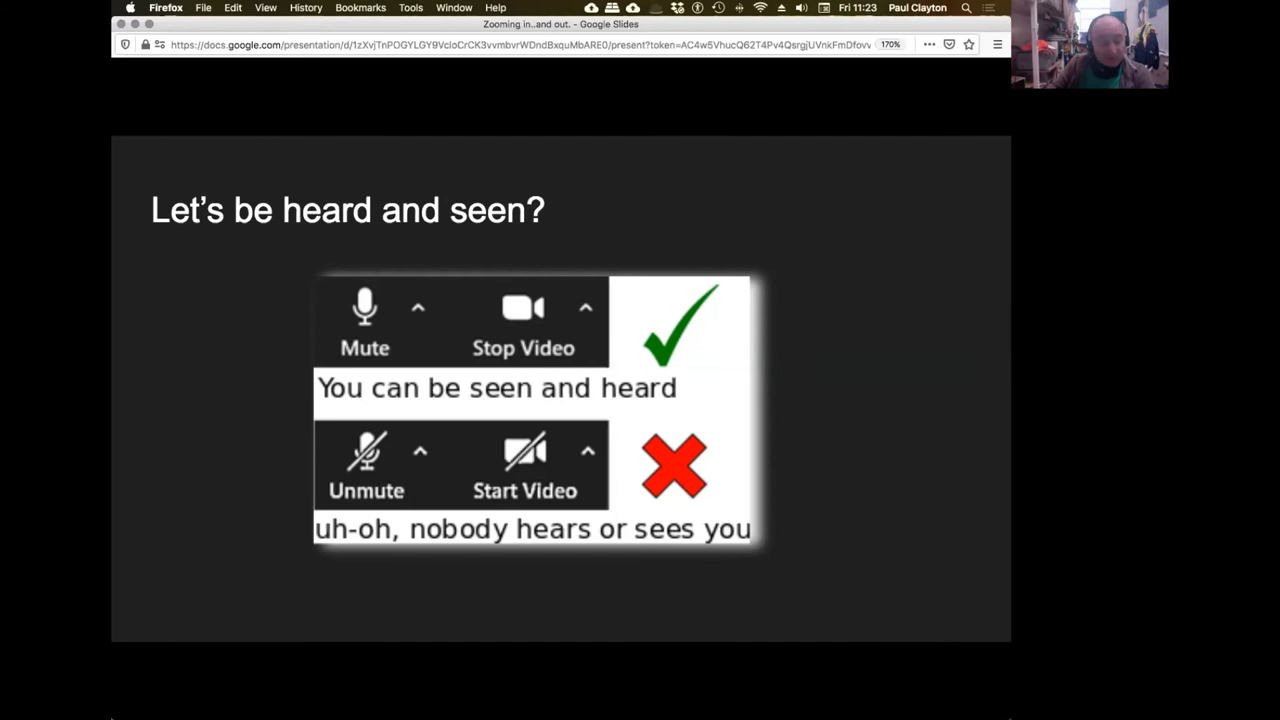 Firefox File Edit View History Bookmarks Tools Window Help Fri 11:23 Paul Clayton
Zooming in..and out. - Google Slides
https://docs.google.com/presentation/d/1zXvjTnPOGYLGY9VcIoCrCK3vvmbvrWDndBxquMbARE0/present?token=AC4w5VhucQ62T4Pv4QsrgjUVnkFmDfovv 170%
Let's be heard and seen?
Mute Stop Video
You can be seen and heard
Unmute Start Video
uh-oh, nobody hears or sees you